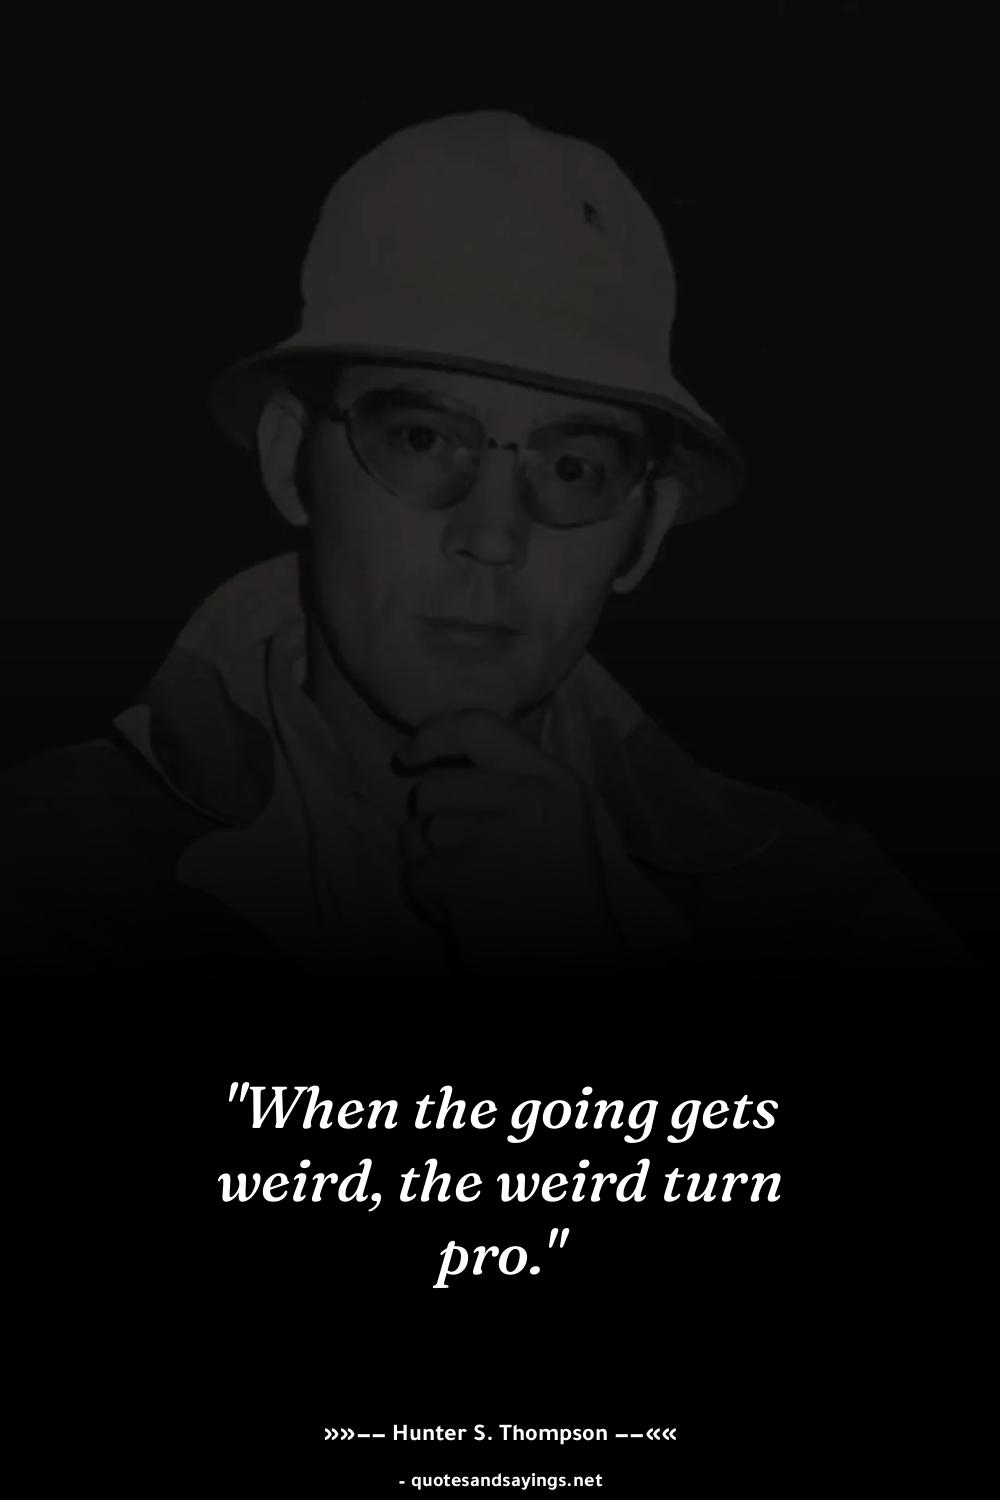 "When the going gets
weird, the weird turn
pro."
»»−− Hunter S. Thompson −−««
- quotesandsayings.net